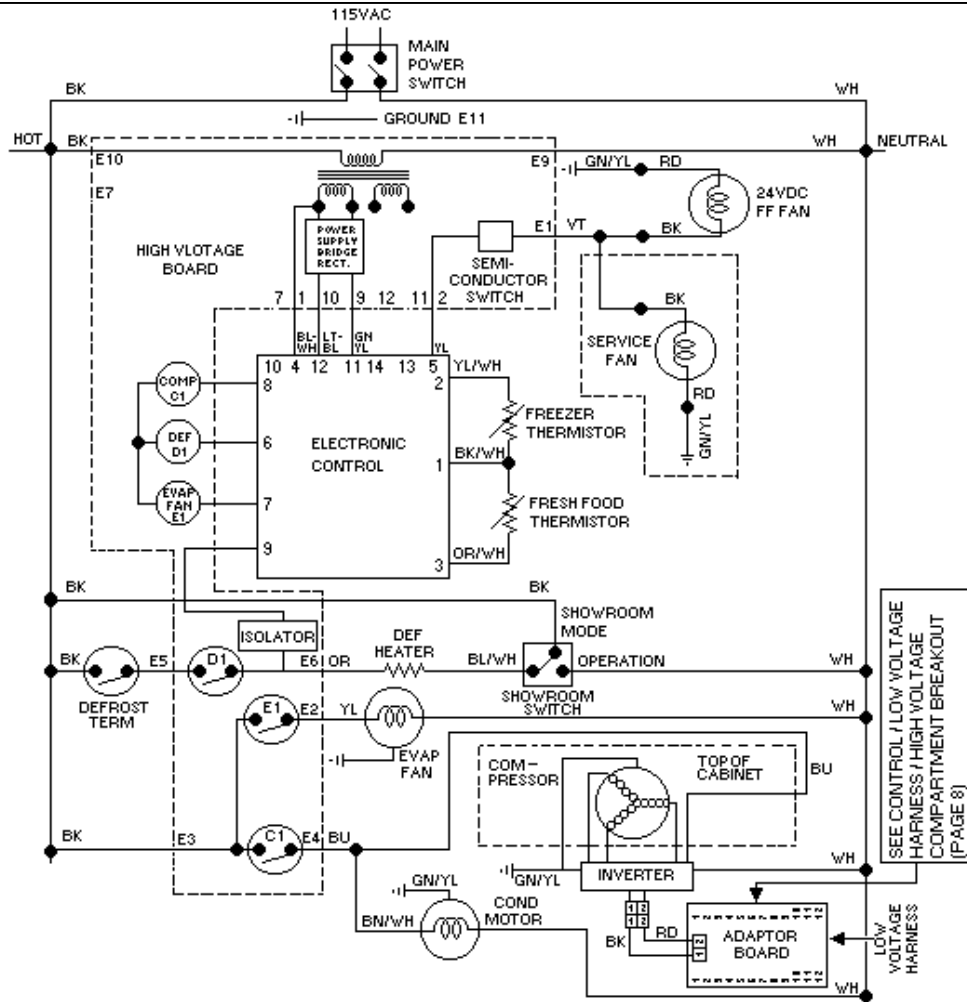 115VAC
MAIN
POWER
SWITCH
BK
WH
GROUND E11
HOT
BK
WH
NEUTRAL
E10
E9
GN/YL
RD
E7
24VDC
FF FAN
POWER
SUPPLY
BRIDGE
RECT.
E1
VT
BK
HIGH VLOTAGE
BOARD
SEMI-
CONDUCTOR
SWITCH
7 1 10 9 12 11 2
BK
SERVICE
FAN
BL-
WH
LT-
BL
GN
YL
YL
10 4 12 11 14 13 5
YL/WH
COMP
C1
8
2
RD
GN/YL
FREEZER
THERMISTOR
DEF
D1
6
ELECTRONIC
CONTROL
1
BK/WH
EVAP
FAN
E1
7
FRESH FOOD
THERMISTOR
9
3
OR/WH
BK
BK
SHOWROOM
MODE
ISOLATOR
DEF
HEATER
BK
E5
D1
E6
OR
BL/WH
OPERATION
WH
DEFROST
TERM
SHOWROOM
SWITCH
E1
E2
YL
WH
EVAP
FAN
COM-
PRESSOR
TOP OF
CABINET
BU
SEE CONTROL / LOW VOLTAGE
HARNESS / HIGH VOLTAGE
COMPARTMENT BREAKOUT
(PAGE 8)
BK
E3
C1
E4
BU
WH
GN/YL
INVERTER
GN/YL
COND
MOTOR
BN/WH
1 2
1 2
RD
BK
2
1
ADAPTOR
BOARD
LOW
VOLTAGE
HARNESS
WH